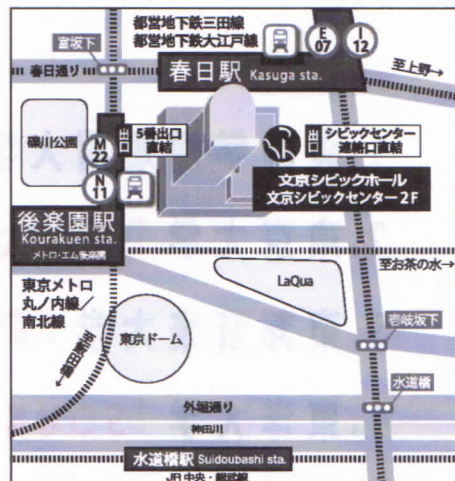 都営地下鉄三田線
都営地下鉄大江戸線
E
07
I
12
富坂下
春日通り
春日駅 Kasuga sta.
至上野→
礫川公園
M
22
出口
5番出口
直結
出口
シビックセンター
連絡口直結
N
11
文京シビックホール
文京シビックセンター2F
後楽園駅
Kourakuen sta.
メトロ・エム後楽園
至お茶の水→
LaQua
東京メトロ
丸ノ内線/
南北線
東京ドーム
壱岐坂下
至飯田橋→
水道橋
外堀通り
神田川
水道橋駅 Suidoubashi sta.
JR中央・総武線